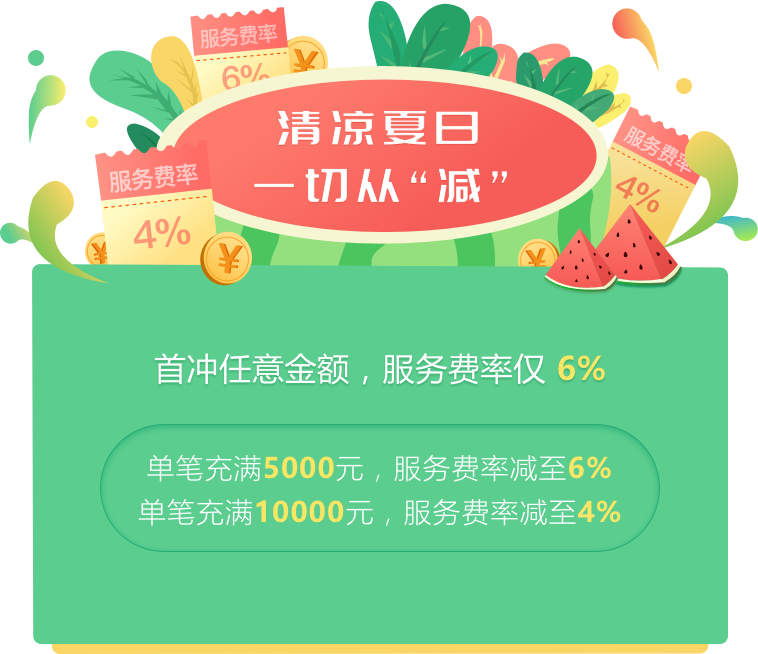 服务费率
6%
清凉夏日
一切从“减”
服务费率
4%
服务费率
4%
¥
¥
¥
¥
首冲任意金额，服务费率仅 6%
单笔充满5000元，服务费率减至6%
单笔充满10000元，服务费率减至4%